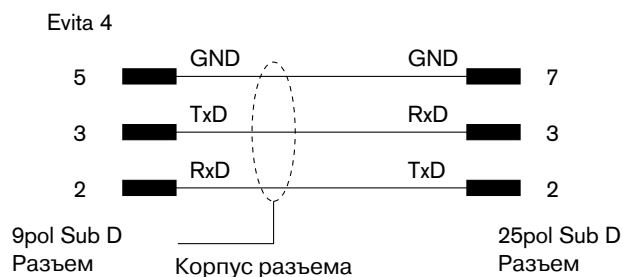 Evita 4
5 GND GND 7
3 TxD RxD 3
2 RxD TxD 2
9pol Sub D
Разъем
Корпус разъема
25pol Sub D
Разъем